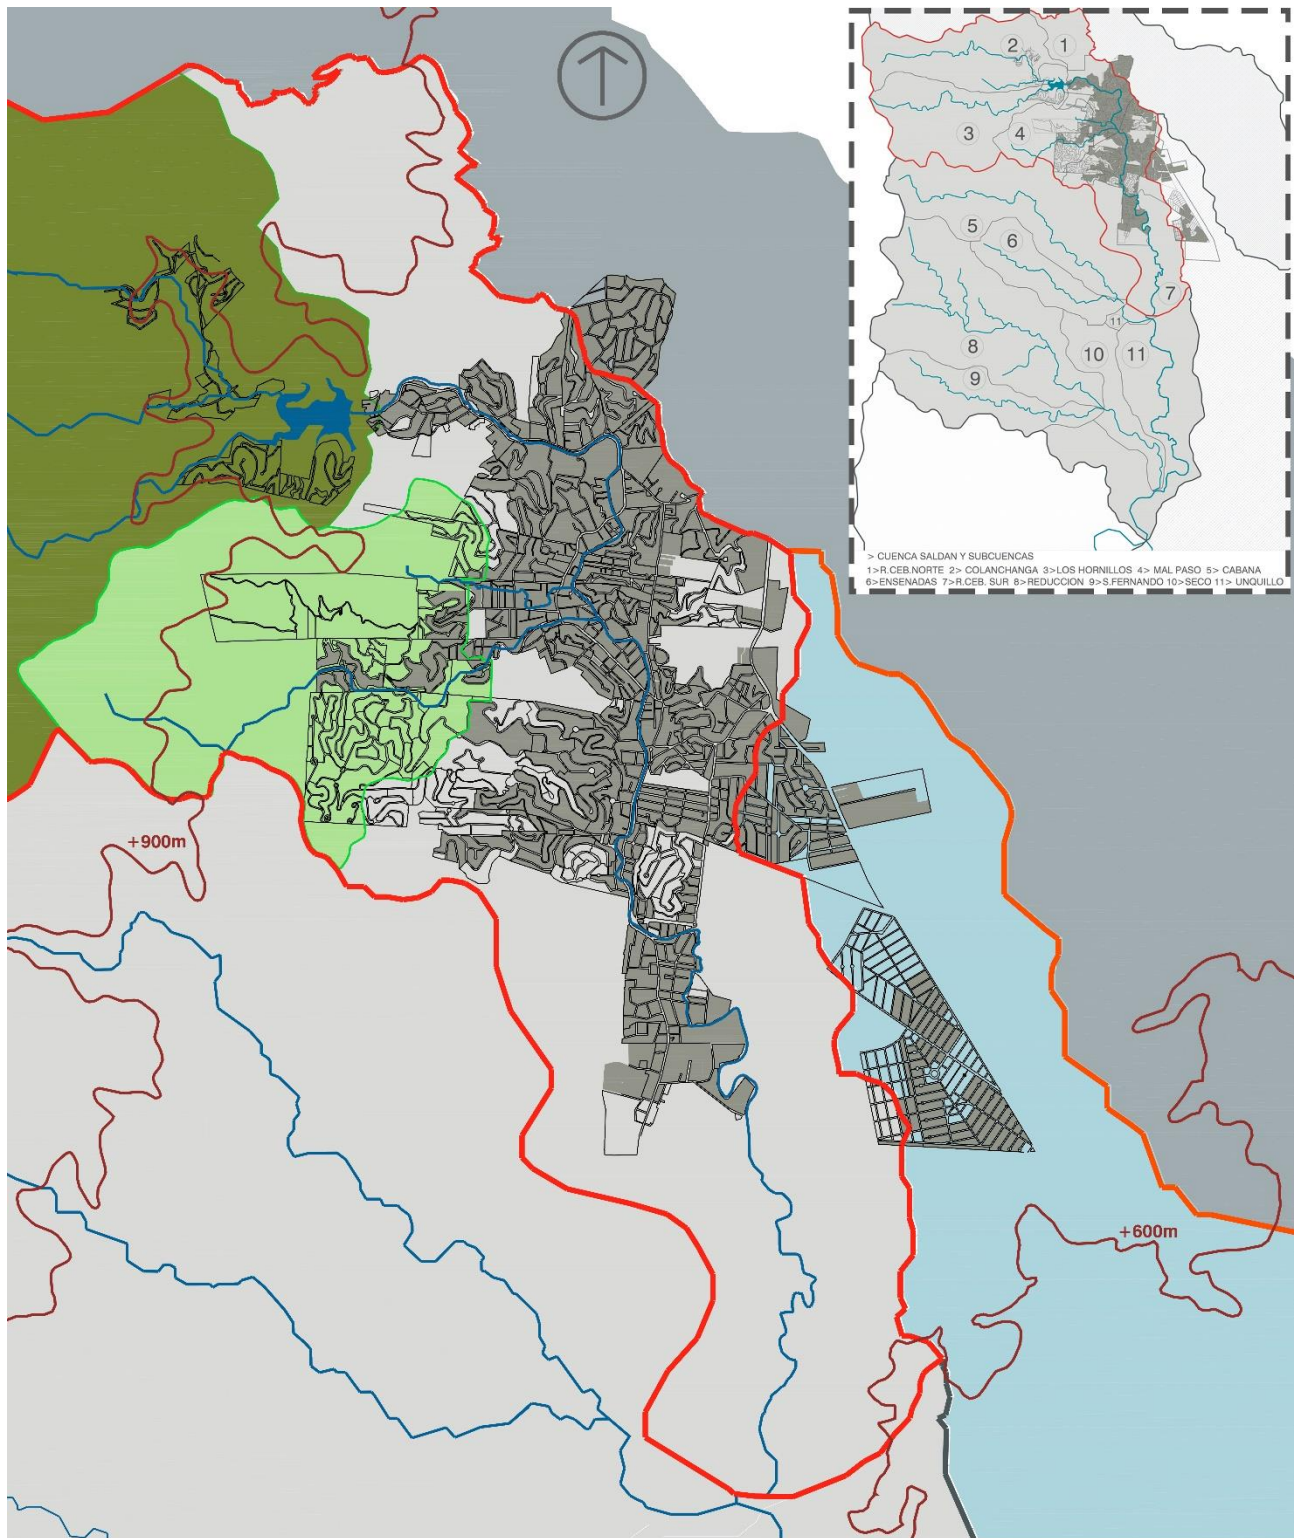 2
1
3
4
5
6
7
11
8
10
11
9
> CUENCA SALDAN Y SUBCUENCAS
1>R.CEB.NORTE 2> COLANCHANGA 3>LOS HORNILLOS 4> MAL PASO 5> CABANA
6>ENSENADAS 7>R.CEB. SUR 8>REDUCCION 9>S.FERNANDO 10>SECO 11> UNQUILLO
+900m
+600m